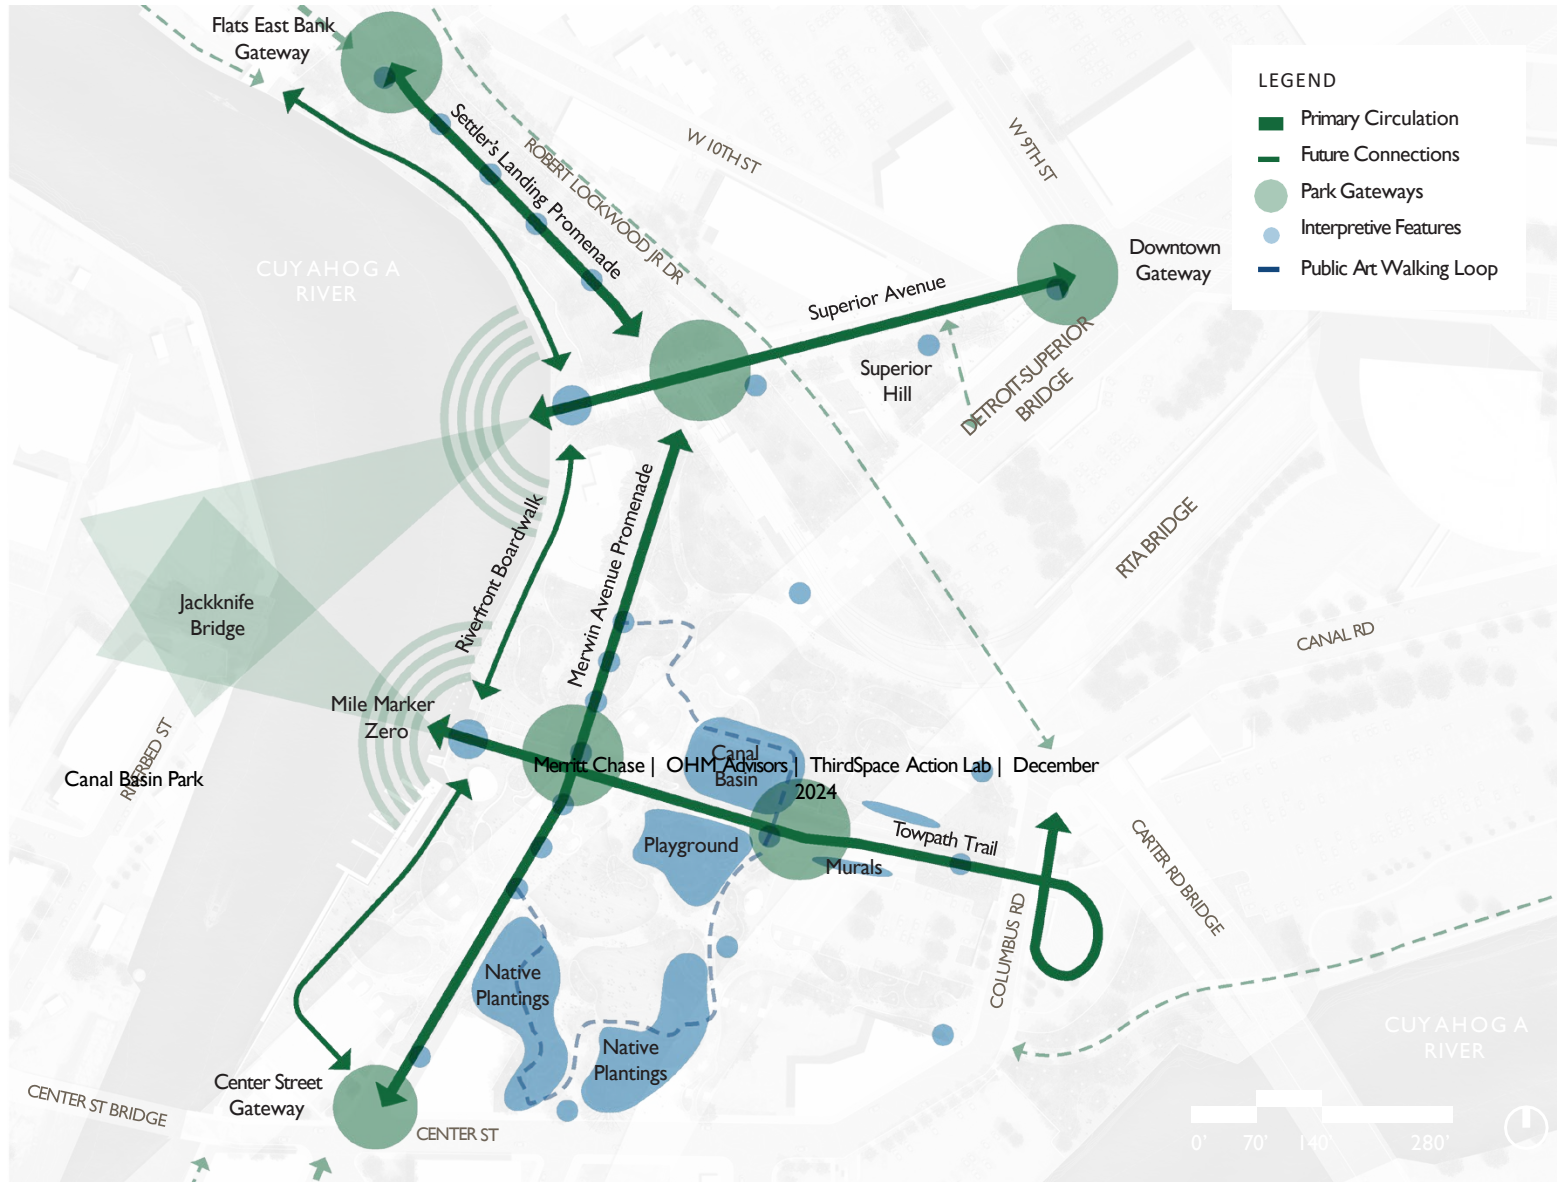 Flats East Bank
Gateway
LEGEND
Primary Circulation
Future Connections
Park Gateways
Interpretive Features
Public Art Walking Loop
Settler's Landing Promenade
ROBERT LOCKWOOD JR DR
W 10TH ST
W 9TH ST
CUYAHOGA
RIVER
Superior Avenue
Downtown
Gateway
Superior
Hill
DETROIT-SUPERIOR
BRIDGE
RTA BRIDGE
CANAL RD
Riverfront Boardwalk
Merwin Avenue Promenade
Jackknife
Bridge
Mile Marker
Zero
RIVERBED ST
Canal Basin Park
Canal
Basin
Merritt Chase | OHM Advisors | ThirdSpace Action Lab | December
2024
Playground
Towpath Trail
Murals
CARTER RD BRIDGE
COLUMBUS RD
Native
Plantings
Native
Plantings
CUYAHOGA
RIVER
Center Street
Gateway
CENTER ST BRIDGE
CENTER ST
0' 70' 140' 280'